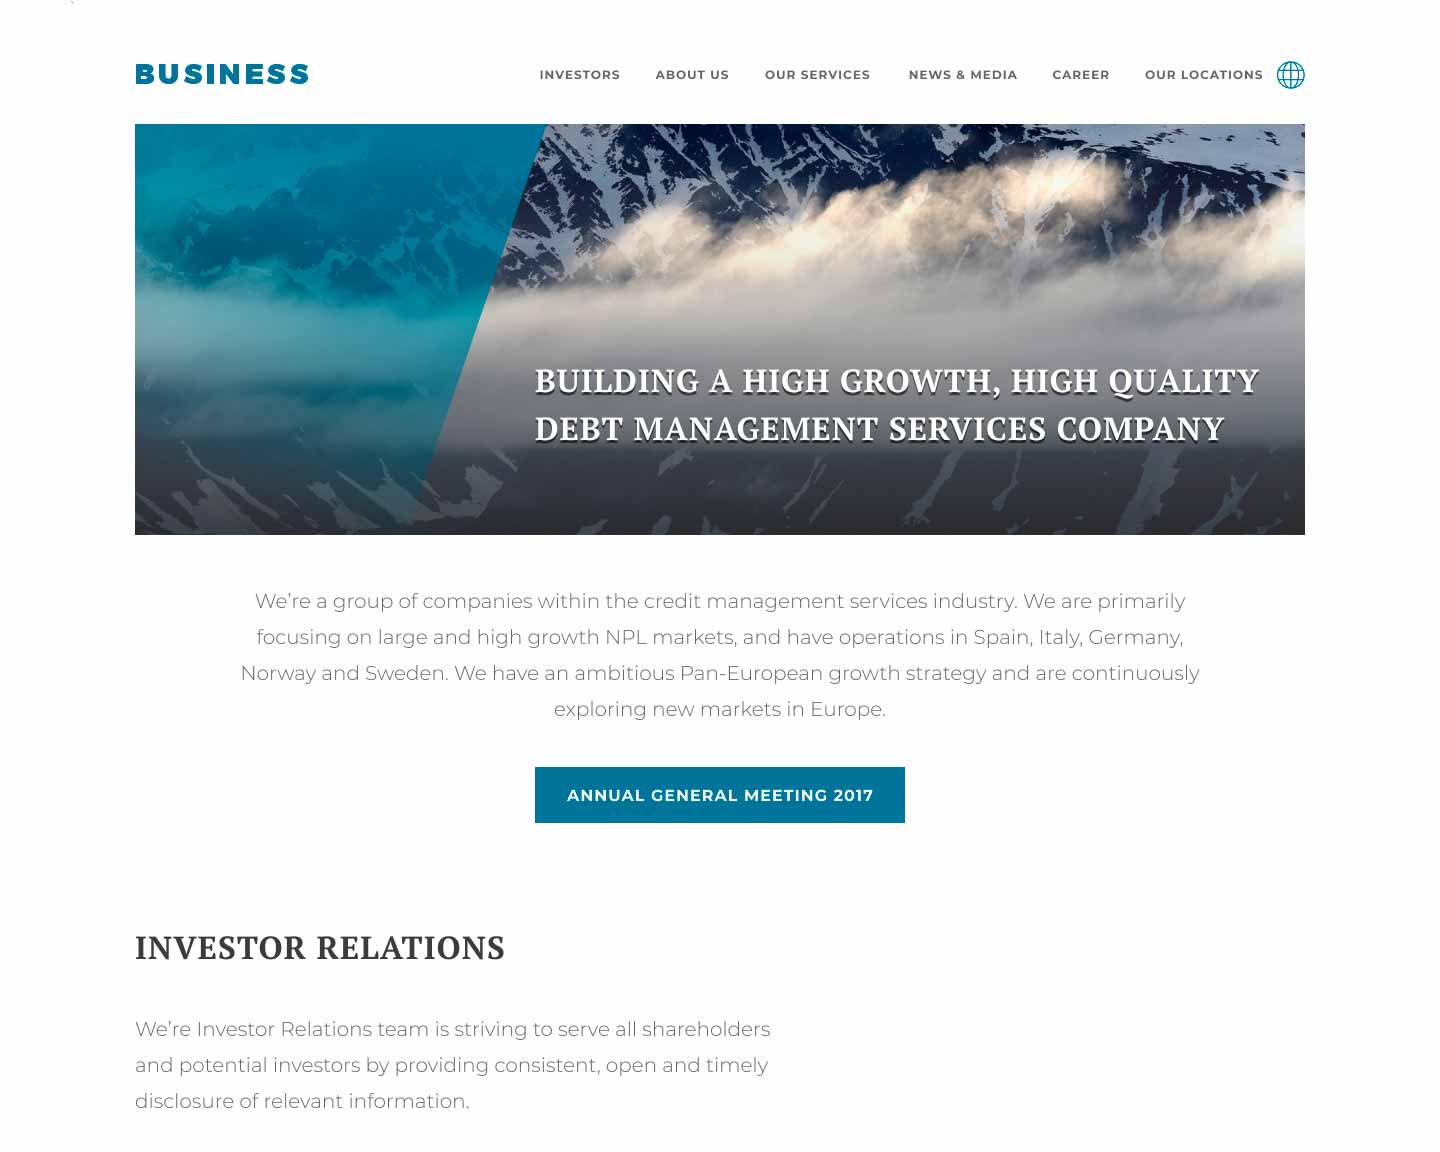 BUSINESS
INVESTORS ABOUT US OUR SERVICES NEWS & MEDIA CAREER OUR LOCATIONS
BUILDING A HIGH GROWTH, HIGH QUALITY
DEBT MANAGEMENT SERVICES COMPANY
We’re a group of companies within the credit management services industry. We are primarily
focusing on large and high growth NPL markets, and have operations in Spain, Italy, Germany,
Norway and Sweden. We have an ambitious Pan-European growth strategy and are continuously
exploring new markets in Europe.
ANNUAL GENERAL MEETING 2017
INVESTOR RELATIONS
We’re Investor Relations team is striving to serve all shareholders
and potential investors by providing consistent, open and timely
disclosure of relevant information.